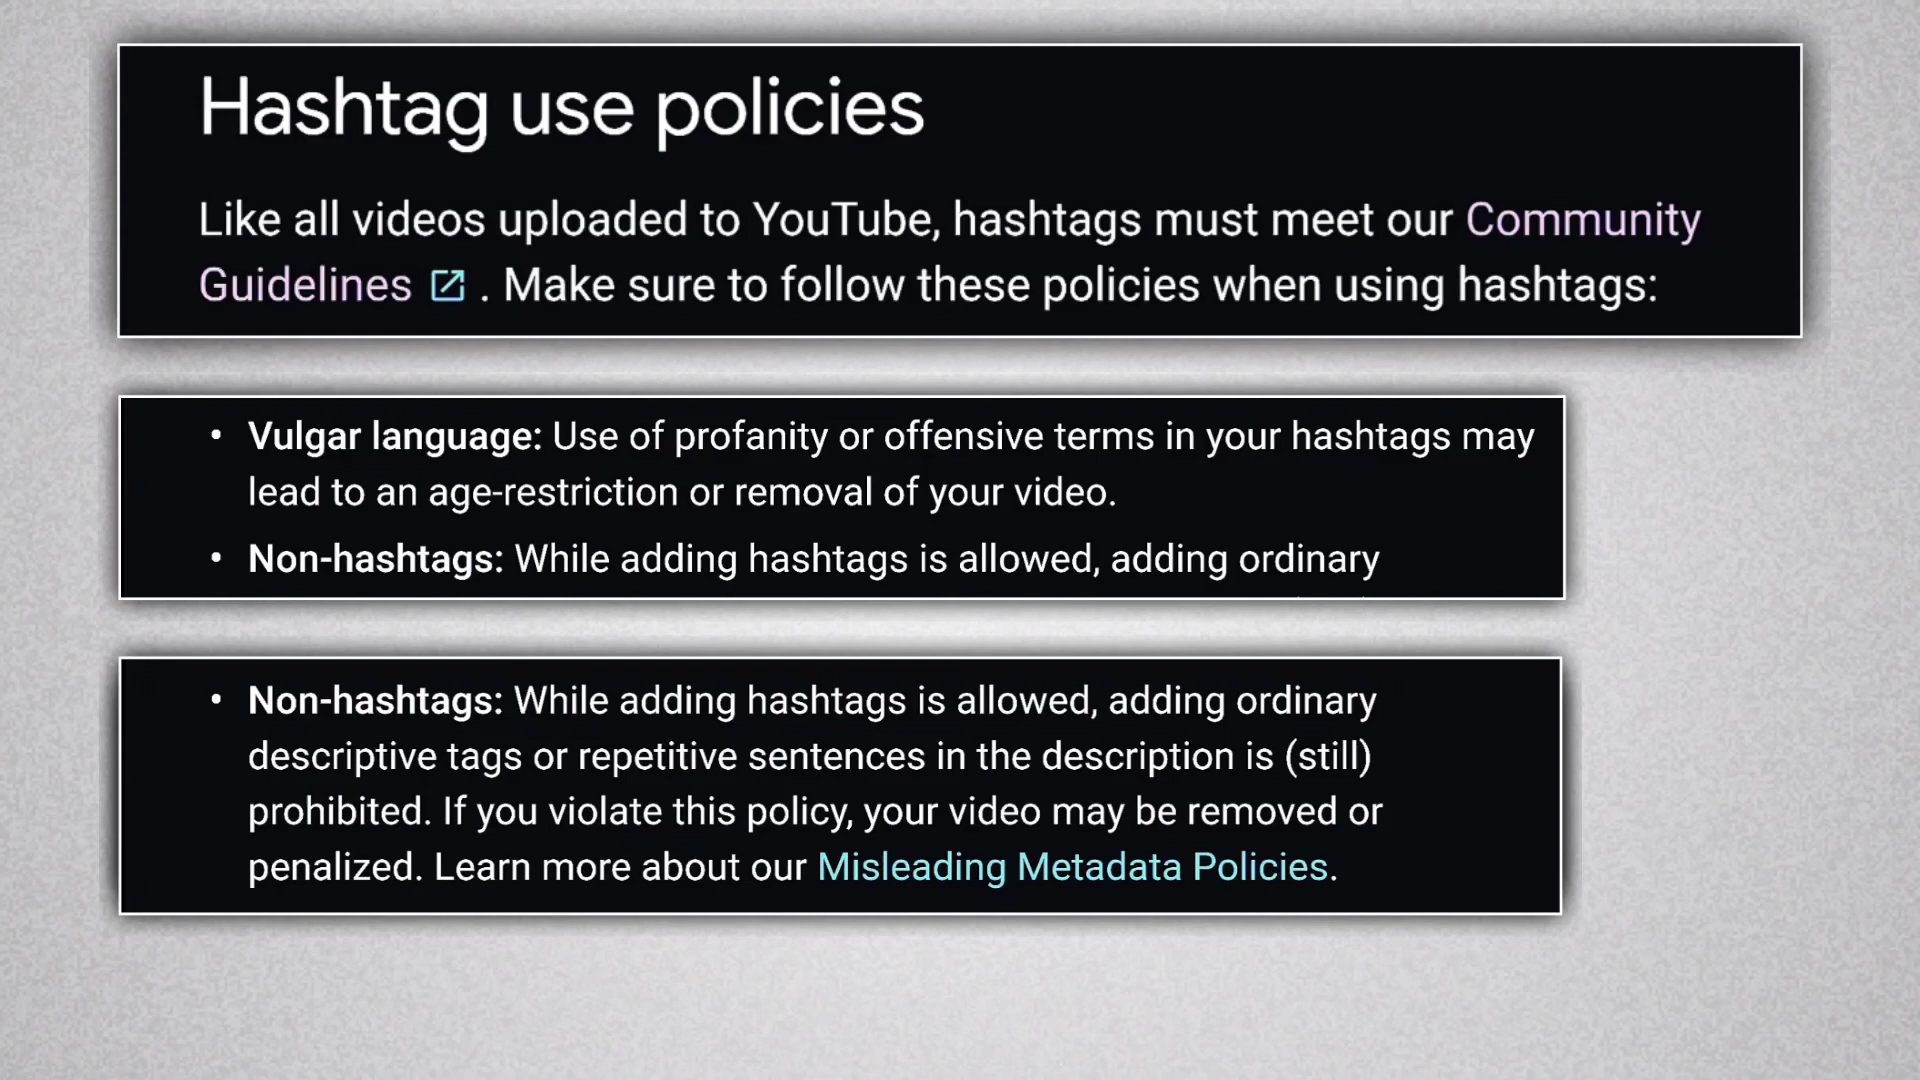 Hashtag use policies
Like all videos uploaded to YouTube, hashtags must meet our Community
Guidelines . Make sure to follow these policies when using hashtags:
• Vulgar language: Use of profanity or offensive terms in your hashtags may
lead to an age-restriction or removal of your video.
• Non-hashtags: While adding hashtags is allowed, adding ordinary
• Non-hashtags: While adding hashtags is allowed, adding ordinary
descriptive tags or repetitive sentences in the description is (still)
prohibited. If you violate this policy, your video may be removed or
penalized. Learn more about our Misleading Metadata Policies.